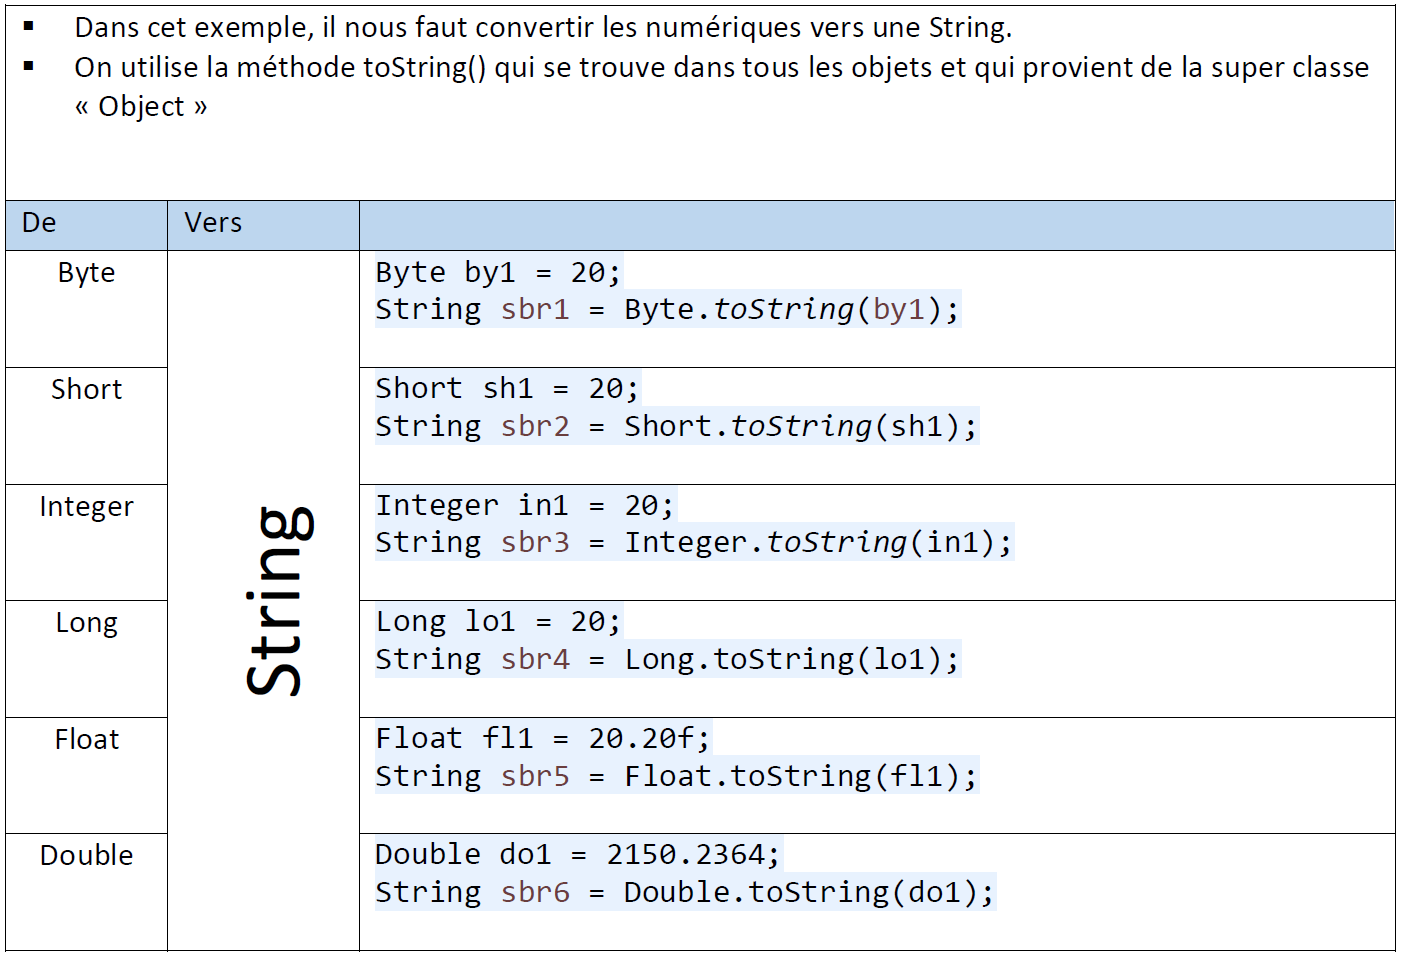 ▪ Dans cet exemple, il nous faut convertir les numériques vers une String.
▪ On utilise la méthode toString() qui se trouve dans tous les objets et qui provient de la super classe
« Object »
De Vers
Byte
Byte by1 = 20;
String sbr1 = Byte.toString(by1);
Short
Short sh1 = 20;
String sbr2 = Short.toString(sh1);
Integer
Integer in1 = 20;
String sbr3 = Integer.toString(in1);
String
Long
Long lo1 = 20;
String sbr4 = Long.toString(lo1);
Float
Float fl1 = 20.20f;
String sbr5 = Float.toString(fl1);
Double
Double do1 = 2150.2364;
String sbr6 = Double.toString(do1);